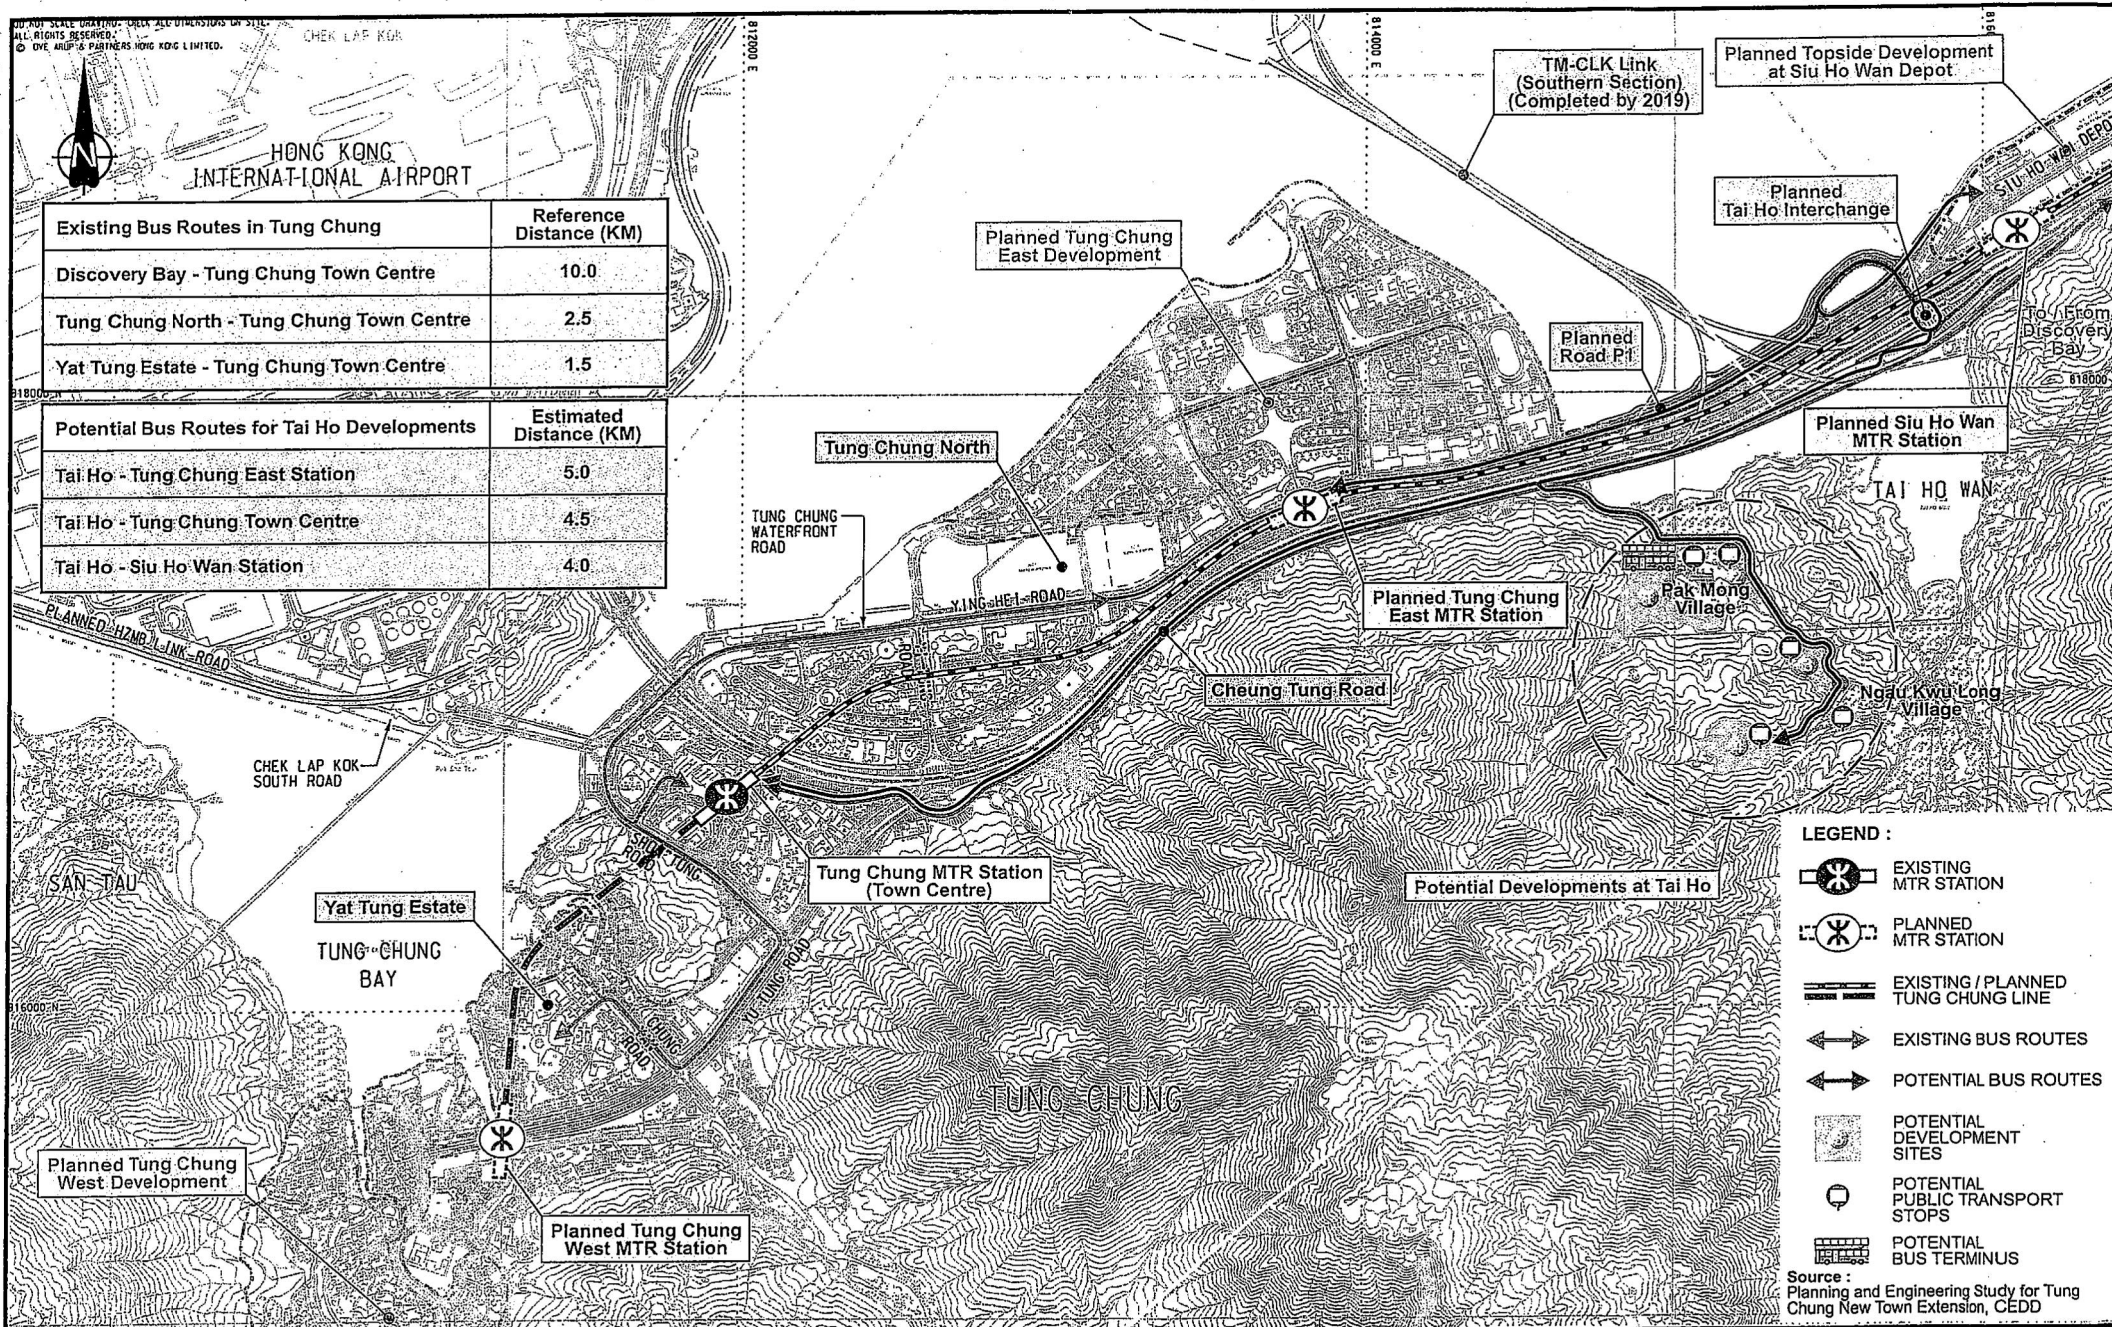 DO NOT SCALE DRAWING. CHECK ALL DIMENSIONS ON SITE.
ALL RIGHTS RESERVED.
© OVE ARUP & PARTNERS HONG KONG LIMITED.
CHEK LAP KOK
812000 E
814000 E
N
HONG KONG
INTERNATIONAL AIRPORT
TM-CLK Link
(Southern Section)
(Completed by 2019)
Planned Topside Development
at Siu Ho Wan Depot
SIU HO WAN DEPO
Planned
Tai Ho Interchange
Existing Bus Routes in Tung Chung
Reference
Distance (KM)
Discovery Bay - Tung Chung Town Centre
10.0
Tung Chung North - Tung Chung Town Centre
2.5
Yat Tung Estate - Tung Chung Town Centre
1.5
Planned Tung Chung
East Development
To / From
Discovery
Bay
Planned
Road P1
818000 N
818000
Potential Bus Routes for Tai Ho Developments
Estimated
Distance (KM)
Tai Ho - Tung Chung East Station
5.0
Tai Ho - Tung Chung Town Centre
4.5
Tai Ho - Siu Ho Wan Station
4.0
Planned Siu Ho Wan
MTR Station
Tung Chung North
TAI HO WAN
TUNG CHUNG
WATERFRONT
ROAD
YING HEI ROAD
Planned Tung Chung
East MTR Station
Pak Mong
Village
PLANNED HZMB LINK ROAD
Cheung Tung Road
Ngau Kwu Long
Village
CHEK LAP KOK
SOUTH ROAD
SHUN TUNG
ROAD
Tung Chung MTR Station
(Town Centre)
Potential Developments at Tai Ho
SAN TAU
Yat Tung Estate
TUNG CHUNG
BAY
816000 N
CHUNG
ROAD
YU TUNG ROAD
TUNG CHUNG
Planned Tung Chung
West Development
Planned Tung Chung
West MTR Station
LEGEND :
EXISTING
MTR STATION
PLANNED
MTR STATION
EXISTING / PLANNED
TUNG CHUNG LINE
EXISTING BUS ROUTES
POTENTIAL BUS ROUTES
POTENTIAL
DEVELOPMENT
SITES
POTENTIAL
PUBLIC TRANSPORT
STOPS
POTENTIAL
BUS TERMINUS
Source :
Planning and Engineering Study for Tung
Chung New Town Extension, CEDD